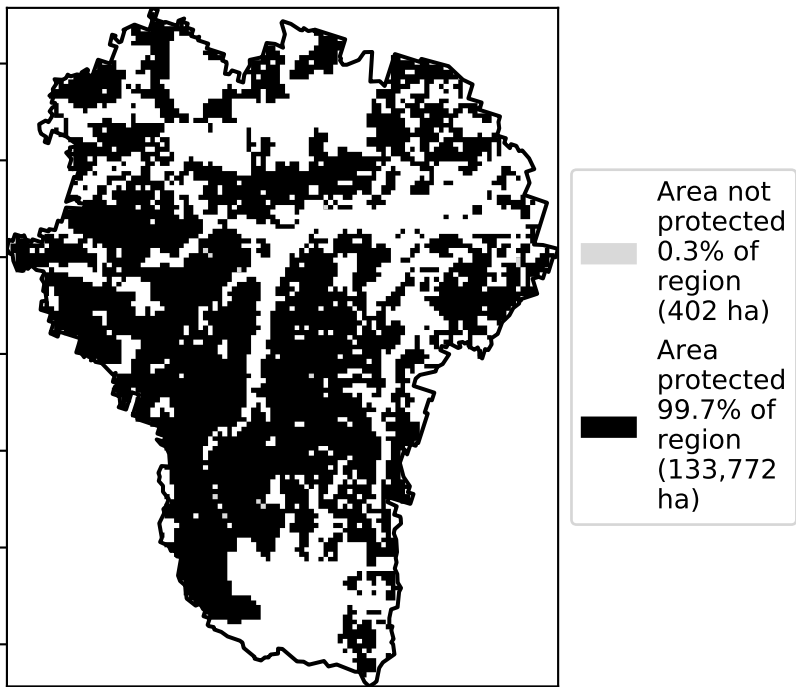 Area not
protected
0.3% of
region
(402 ha)
Area
protected
99.7% of
region
(133,772
ha)